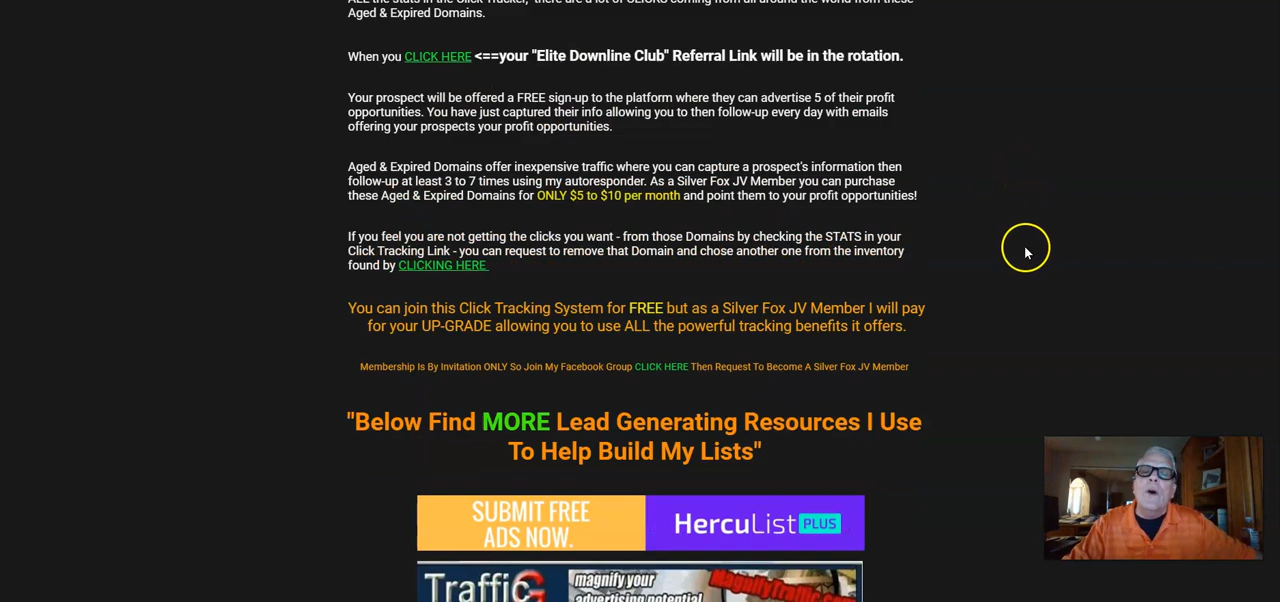 Aged & Expired Domains.
When you CLICK HERE <==your "Elite Downline Club" Referral Link will be in the rotation.
Your prospect will be offered a FREE sign-up to the platform where they can advertise 5 of their profit
opportunities. You have just captured their info allowing you to then follow-up every day with emails
offering your prospects your profit opportunities.
Aged & Expired Domains offer inexpensive traffic where you can capture a prospect's information then
follow-up at least 3 to 7 times using my autoresponder. As a Silver Fox JV Member you can purchase
these Aged & Expired Domains for ONLY $5 to $10 per month and point them to your profit opportunities!
If you feel you are not getting the clicks you want - from those Domains by checking the STATS in your
Click Tracking Link - you can request to remove that Domain and chose another one from the inventory
found by CLICKING HERE
You can join this Click Tracking System for FREE but as a Silver Fox JV Member I will pay
for your UP-GRADE allowing you to use ALL the powerful tracking benefits it offers.
Membership Is By Invitation ONLY So Join My Facebook Group CLICK HERE Then Request To Become A Silver Fox JV Member
"Below Find MORE Lead Generating Resources I Use
To Help Build My Lists"
SUBMIT FREE
ADS NOW.
HercuList PLUS
TrafficG
magnify your
advertising potential
MagnifyTraffic.com